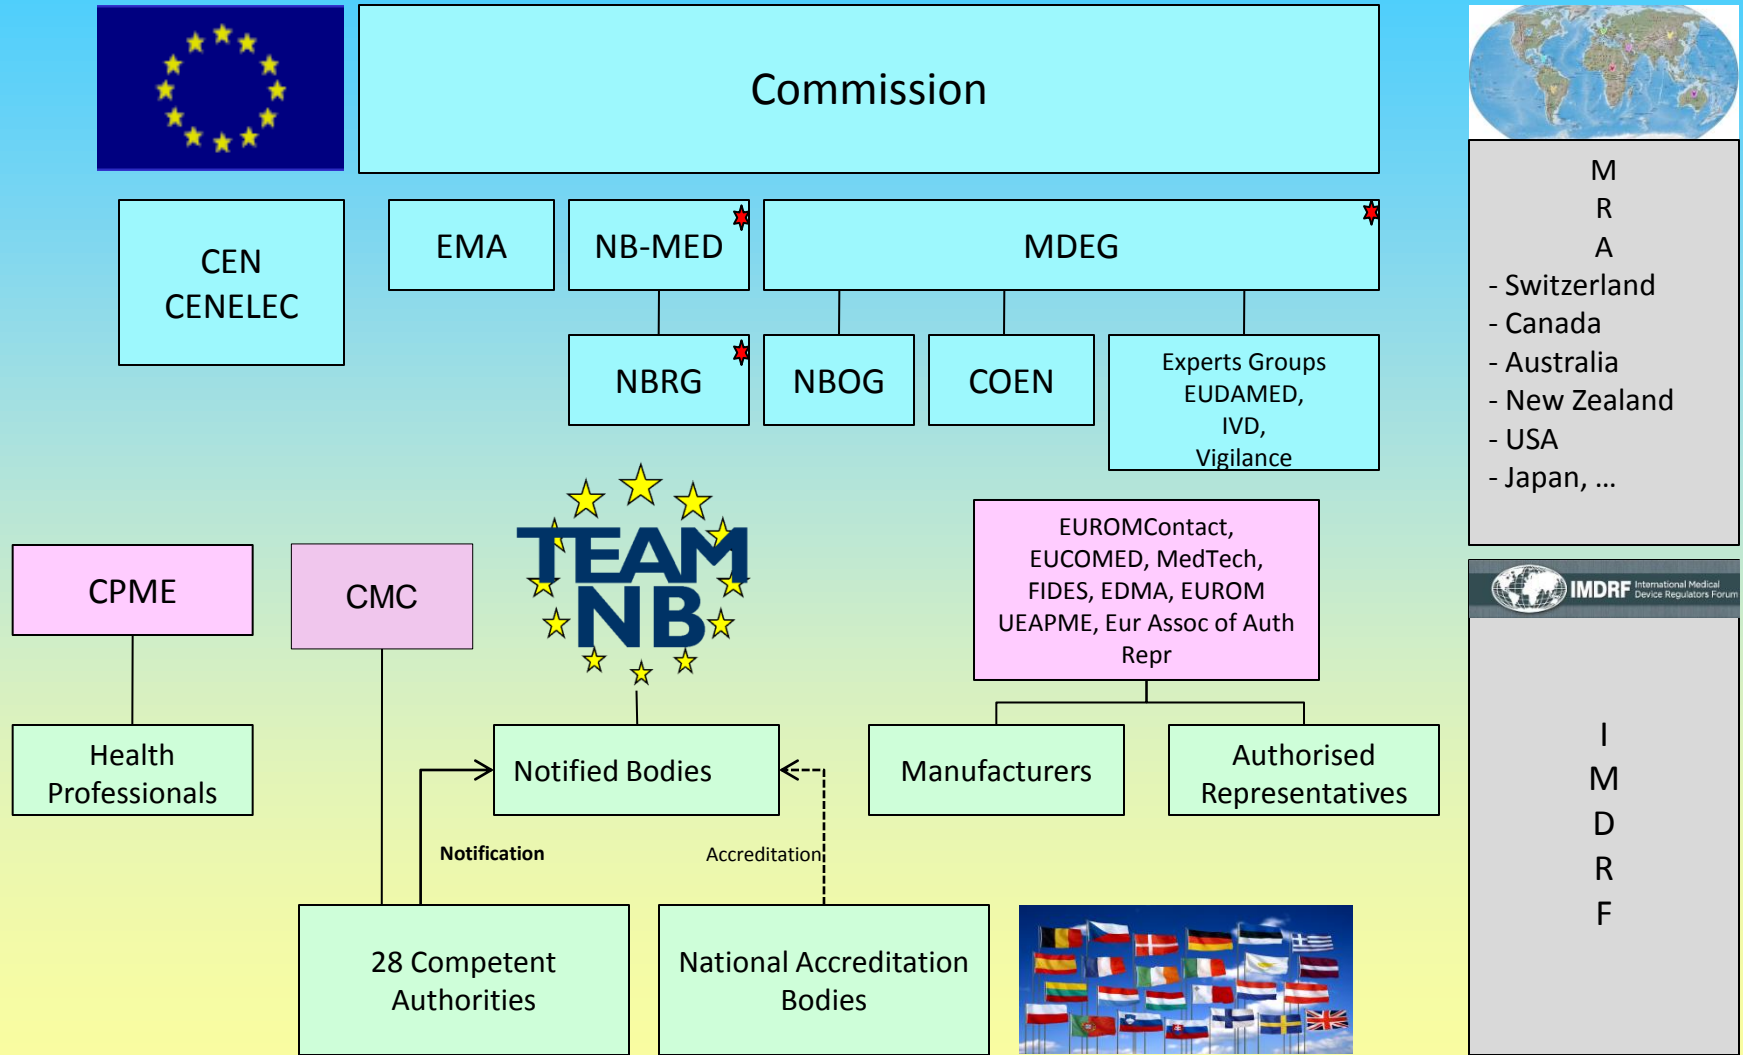 Commission
CEN
CENELEC
EMA
NB-MED
MDEG
NBRG
NBOG
COEN
Experts Groups
EUDAMED,
IVD,
Vigilance
M
R
A
- Switzerland
- Canada
- Australia
- New Zealand
- USA
- Japan, ...
CPME
CMC
TEAM
NB
EUROMContact,
EUCOMED, MedTech,
FIDES, EDMA, EUROM
UEAPME, Eur Assoc of Auth
Repr
IMDRF International Medical
Device Regulators Forum
Health
Professionals
Notified Bodies
Manufacturers
Authorised
Representatives
I
M
D
R
F
Notification
Accreditation
28 Competent
Authorities
National Accreditation
Bodies